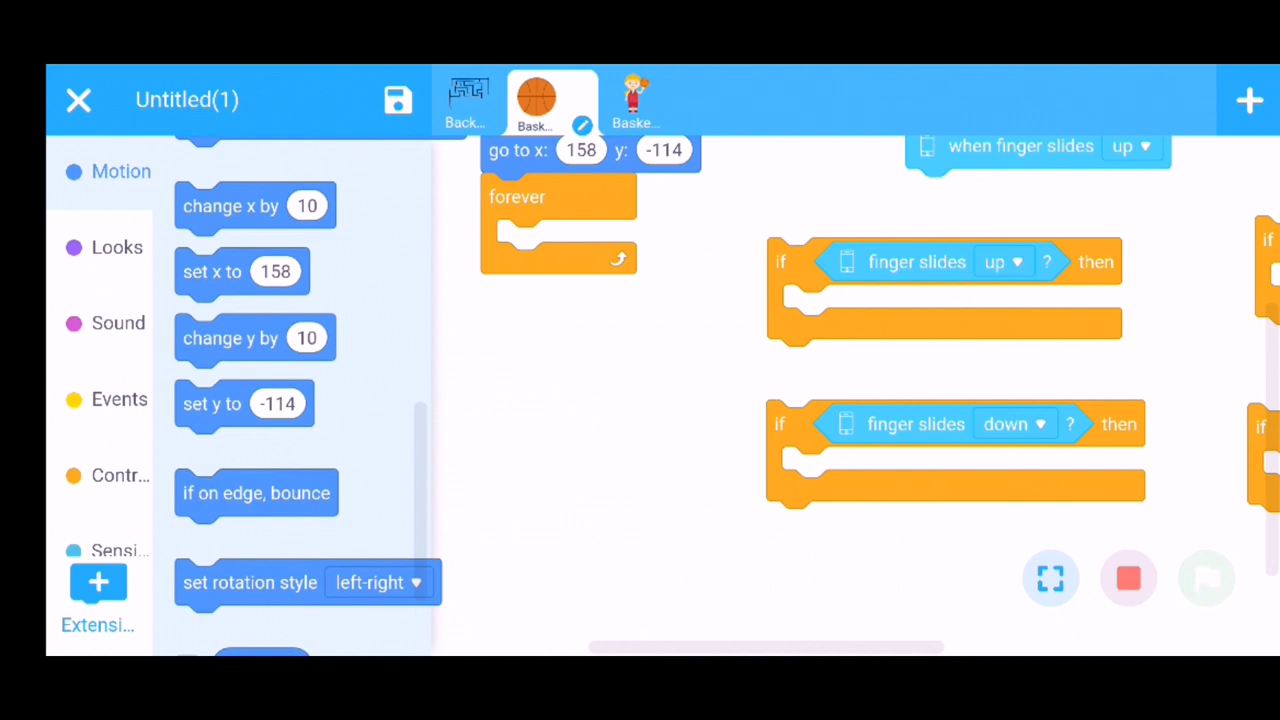 Untitled(1)
Back...
Bask...
Baske...
Motion
Looks
Sound
Events
Contr...
Sensi...
Extensi...
change x by 10
set x to 158
change y by 10
set y to -114
if on edge, bounce
set rotation style left-right
go to x: 158 y: -114
forever
when finger slides up
if finger slides up ? then
if finger slides down ? then
if
if